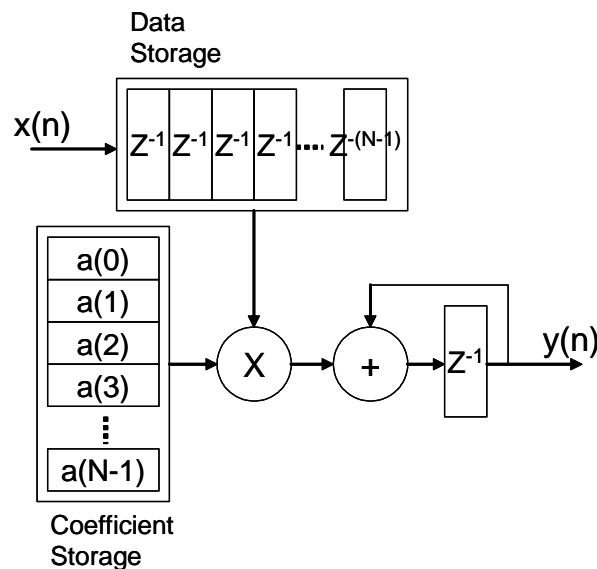 Data
Storage
x(n)
Z-1 Z-1 Z-1 Z-1 Z-(N-1)
a(0)
a(1)
a(2)
a(3)
a(N-1)
X
+
Z-1
y(n)
Coefficient
Storage